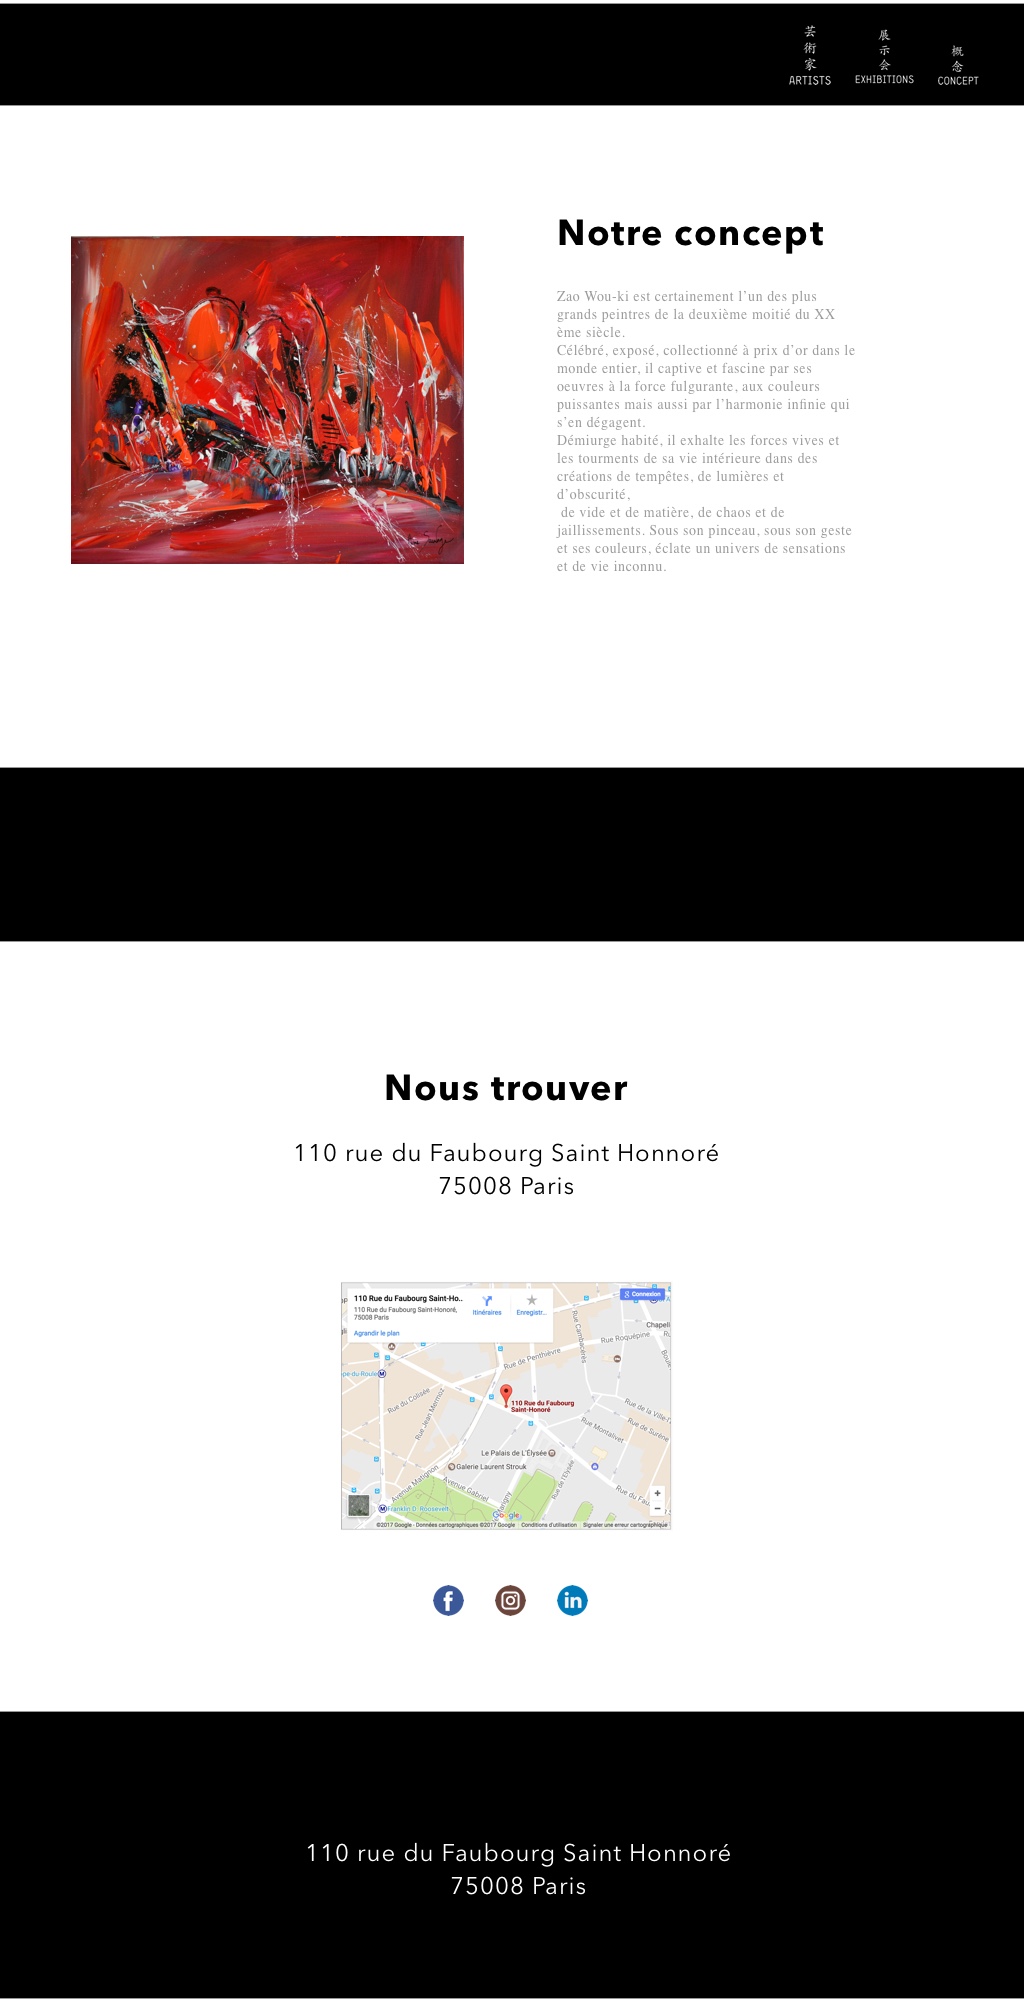 芸
術
家
ARTISTS
展
示
会
EXHIBITIONS
概
念
CONCEPT
Notre concept
Zao Wou-ki est certainement l’un des plus
grands peintres de la deuxième moitié du XX
ème siècle.
Célébré, exposé, collectionné à prix d’or dans le
monde entier, il captive et fascine par ses
oeuvres à la force fulgurante, aux couleurs
puissantes mais aussi par l’harmonie infinie qui
s’en dégagent.
Démiurge habité, il exhalte les forces vives et
les tourments de sa vie intérieure dans des
créations de tempêtes, de lumières et
d’obscurité,
de vide et de matière, de chaos et de
jaillissements. Sous son pinceau, sous son geste
et ses couleurs, éclate un univers de sensations
et de vie inconnu.
Nous trouver
110 rue du Faubourg Saint Honnoré
75008 Paris
110 Rue du Faubourg Saint-Ho..
110 Rue du Faubourg Saint-Honoré,
75008 Paris
Itinéraires
Enregistr...
Agrandir le plan
Connexion
Chapell
Rue Cambacérès
Rue Roquépine
Rue de Penthièvre
pe du Roule
M
Rue du Colisée
Rue Jean Mermoz
110 Rue du Faubourg
Saint-Honoré
Rue de la Ville-l'
Rue de Surène
Rue Montalivet
Rue du Fau
Le Palais de L'Élysée
Galerie Laurent Strouk
Rue de l'Elysée
Avenue Matignon
Avenue Gabriel
M
Franklin D. Roosevelt
Google
+
−
©2017 Google - Données cartographiques ©2017 Google
Conditions d'utilisation
Signaler une erreur cartographique
f
in
110 rue du Faubourg Saint Honnoré
75008 Paris